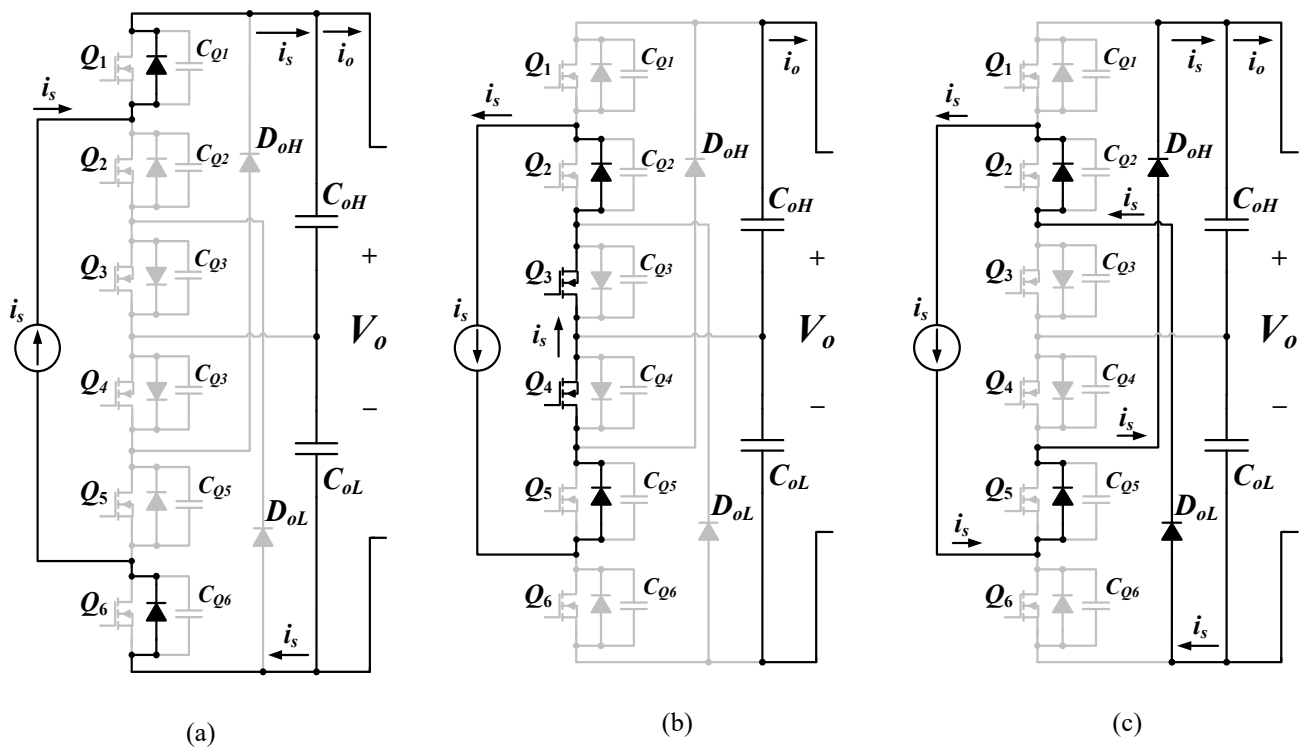 Q1
CQ1
is
io
is
Q2
CQ2
DoH
CoH
Q3
CQ3
+
is
Vo
Q4
CQ3
−
CoL
Q5
CQ5
DoL
Q6
CQ6
is
(a)
Q1
CQ1
io
is
Q2
CQ2
DoH
CoH
Q3
CQ3
+
is
is
Vo
Q4
CQ4
−
CoL
Q5
CQ5
DoL
Q6
CQ6
(b)
Q1
CQ1
is
io
is
Q2
CQ2
DoH
is
CoH
Q3
CQ3
+
is
Vo
Q4
CQ4
−
is
CoL
Q5
CQ5
DoL
is
Q6
CQ6
is
(c)